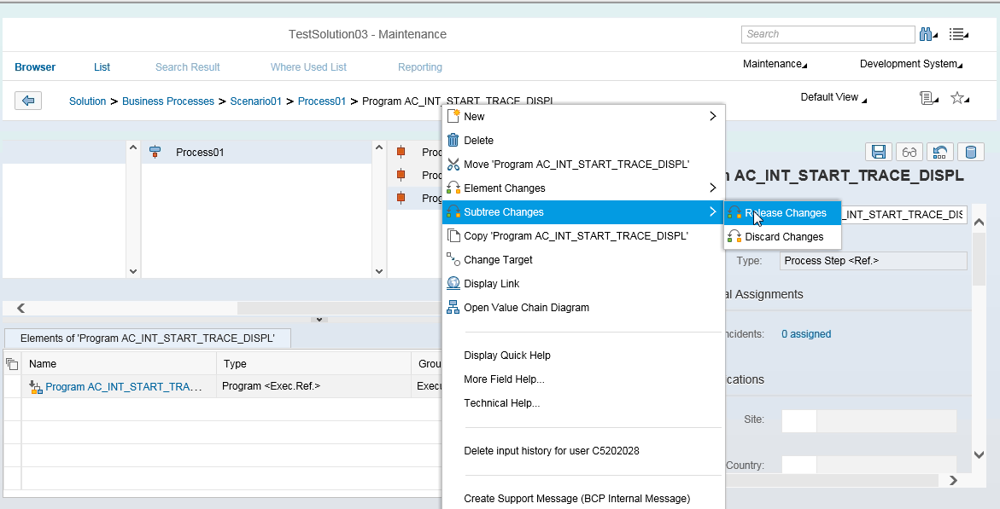 TestSolution03 - Maintenance
Search
Browser List Search Result Where Used List Reporting
Maintenance Development System
Solution > Business Processes > Scenario01 > Process01 > Program AC_INT_START_TRACE_DISPL
Default View
Process01
New
Delete
Move 'Program AC_INT_START_TRACE_DISPL'
Element Changes
Subtree Changes
Copy 'Program AC_INT_START_TRACE_DISPL'
Change Target
Display Link
Open Value Chain Diagram
Display Quick Help
More Field Help...
Technical Help...
Delete input history for user C5202028
Create Support Message (BCP Internal Message)
Release Changes
Discard Changes
AC_INT_START_TRACE_DISPL
_INT_START_TRACE_DIS
Type: Process Step <Ref.>
al Assignments
ncidents: 0 assigned
cations
Site:
Country:
Elements of 'Program AC_INT_START_TRACE_DISPL'
Name Type Grou
Program AC_INT_START_TRA... Program <Exec.Ref.> Execu